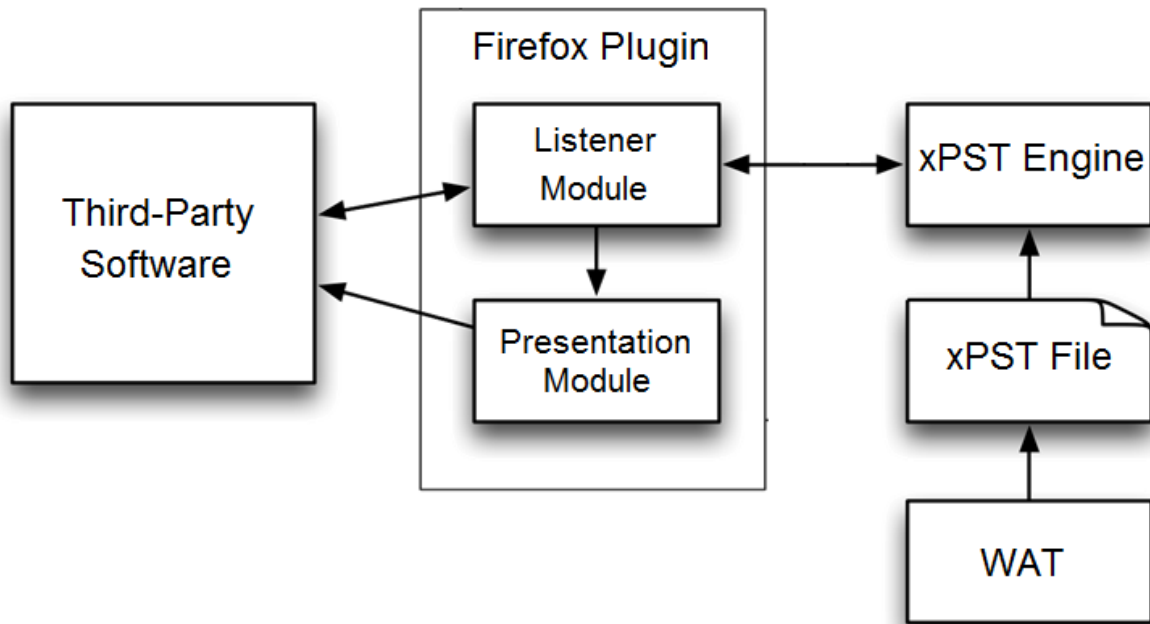 Firefox Plugin
Third-Party
Software
Listener
Module
Presentation
Module
xPST Engine
xPST File
WAT